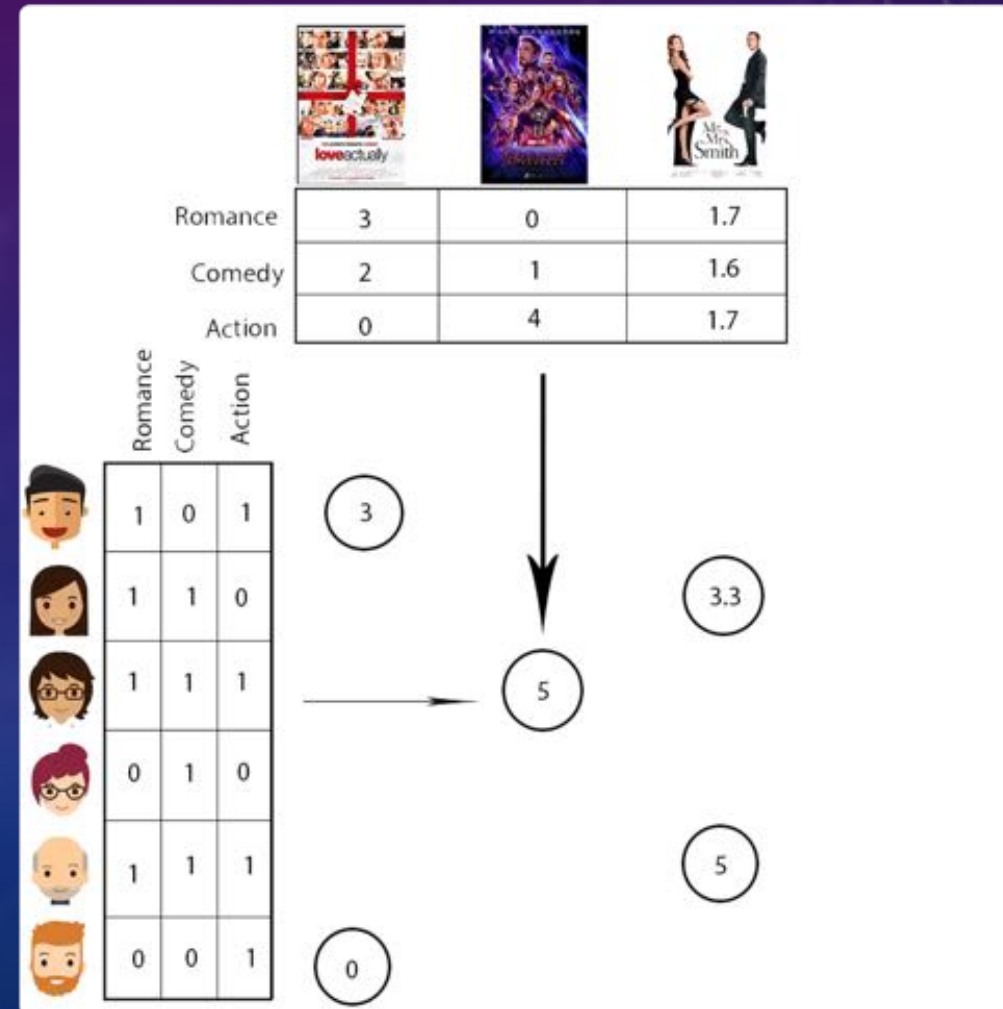 loveactually
Mr.
Mrs.
Smith
Romance 3 0 1.7
Comedy 2 1 1.6
Action 0 4 1.7
Romance Comedy Action
1 0 1 3
1 1 0 3.3
1 1 1 5
0 1 0
1 1 1 5
0 0 1 0